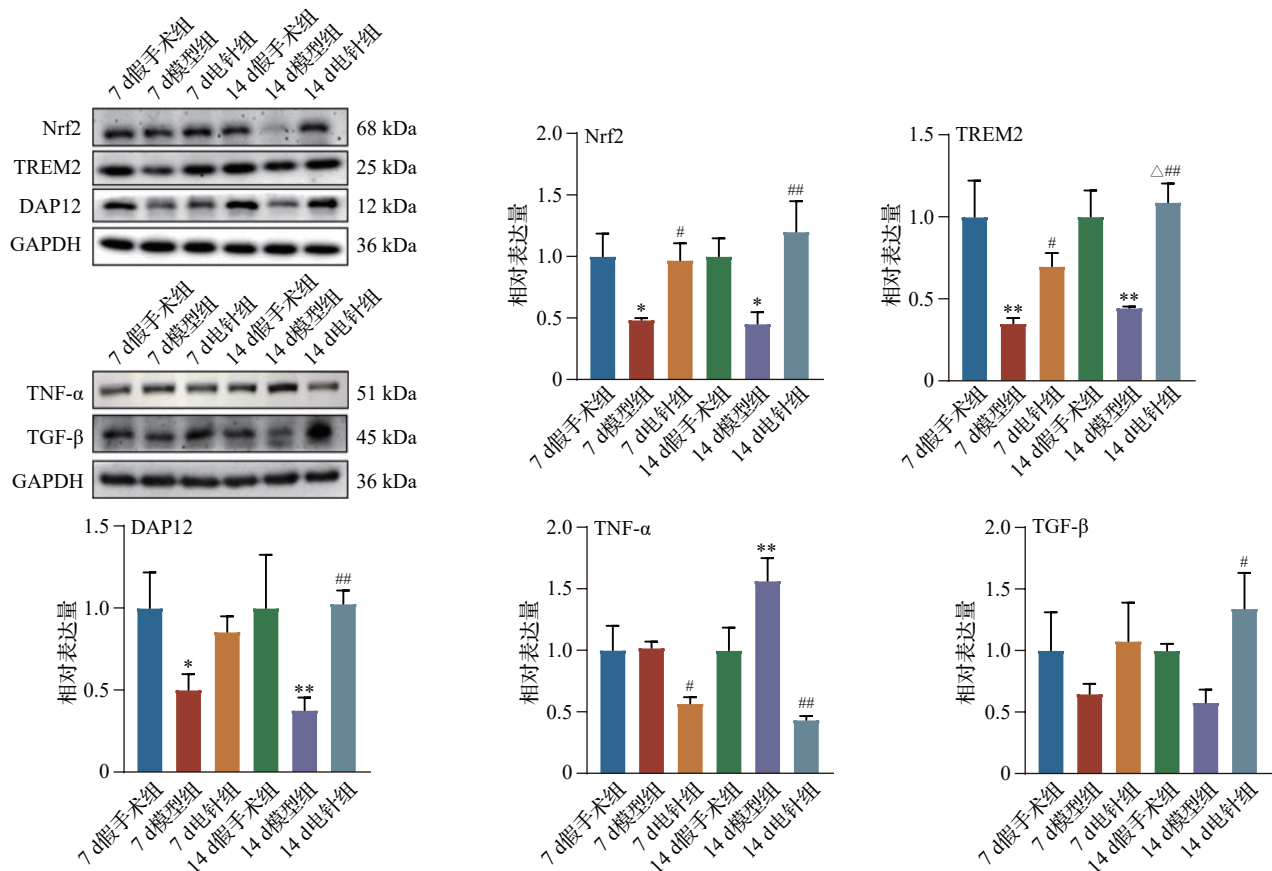 7 d假手术组
7 d模型组
7 d电针组
14 d假手术组
14 d模型组
14 d电针组
Nrf2 68 kDa
TREM2 25 kDa
DAP12 12 kDa
GAPDH 36 kDa
7 d假手术组
7 d模型组
7 d电针组
14 d假手术组
14 d模型组
14 d电针组
TNF-α 51 kDa
TGF-β 45 kDa
GAPDH 36 kDa
Nrf2
相对表达量
2.0
1.5
1.0
0.5
0
*
#
*
##
7 d假手术组
7 d模型组
7 d电针组
14 d假手术组
14 d模型组
14 d电针组
TREM2
相对表达量
1.5
1.0
0.5
0
**
#
**
△##
7 d假手术组
7 d模型组
7 d电针组
14 d假手术组
14 d模型组
14 d电针组
DAP12
相对表达量
1.5
1.0
0.5
0
*
**
##
7 d假手术组
7 d模型组
7 d电针组
14 d假手术组
14 d模型组
14 d电针组
TNF-α
相对表达量
2.0
1.5
1.0
0.5
0
#
**
##
7 d假手术组
7 d模型组
7 d电针组
14 d假手术组
14 d模型组
14 d电针组
TGF-β
相对表达量
2.0
1.5
1.0
0.5
0
#
7 d假手术组
7 d模型组
7 d电针组
14 d假手术组
14 d模型组
14 d电针组